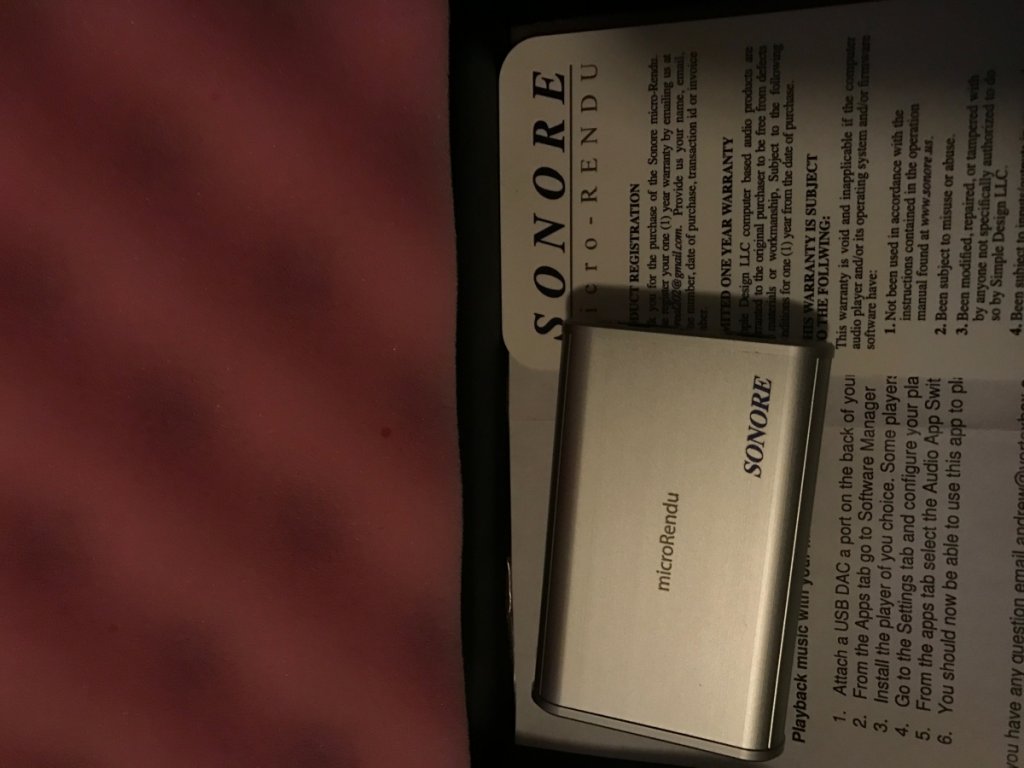 SONORE
icro-RENDU
DUCT REGISTRATION
you for the purchase of the Sonore micro-Rendu.
your one (1) year warranty by emailing us at
@gmail.com. Provide us your name, email,
number, date of purchase, transaction id or invoice
ITED ONE YEAR WARRANTY
ple Design LLC computer based audio products are
to the original purchaser to be free from defects
materials or workmanship, Subject to the following
ditions for one (1) year from the date of purchase.
HIS WARRANTY IS SUBJECT
O THE FOLLWING:
This warranty is void and inapplicable if the computer
audio player and/or its operating system and/or firmware
software have:
1. Not been used in accordance with the
instructions contained in the operation
manual found at www.sonore.us.
2. Been subject to misuse or abuse.
3. Been modified, repaired, or tampered with
by anyone not specifically authorized to do
so by Simple Design LLC.
4. Been subject to
microRendu
SONORE
Playback music with your
1. Attach a USB DAC a port on the back of your
2. From the Apps tab go to Software Manager
3. Install the player of you choice. Some players
4. Go to the Settings tab and configure your pla
5. From the apps tab select the Audio App Swit
6. You should now be able to use this app to pla
you have any question email